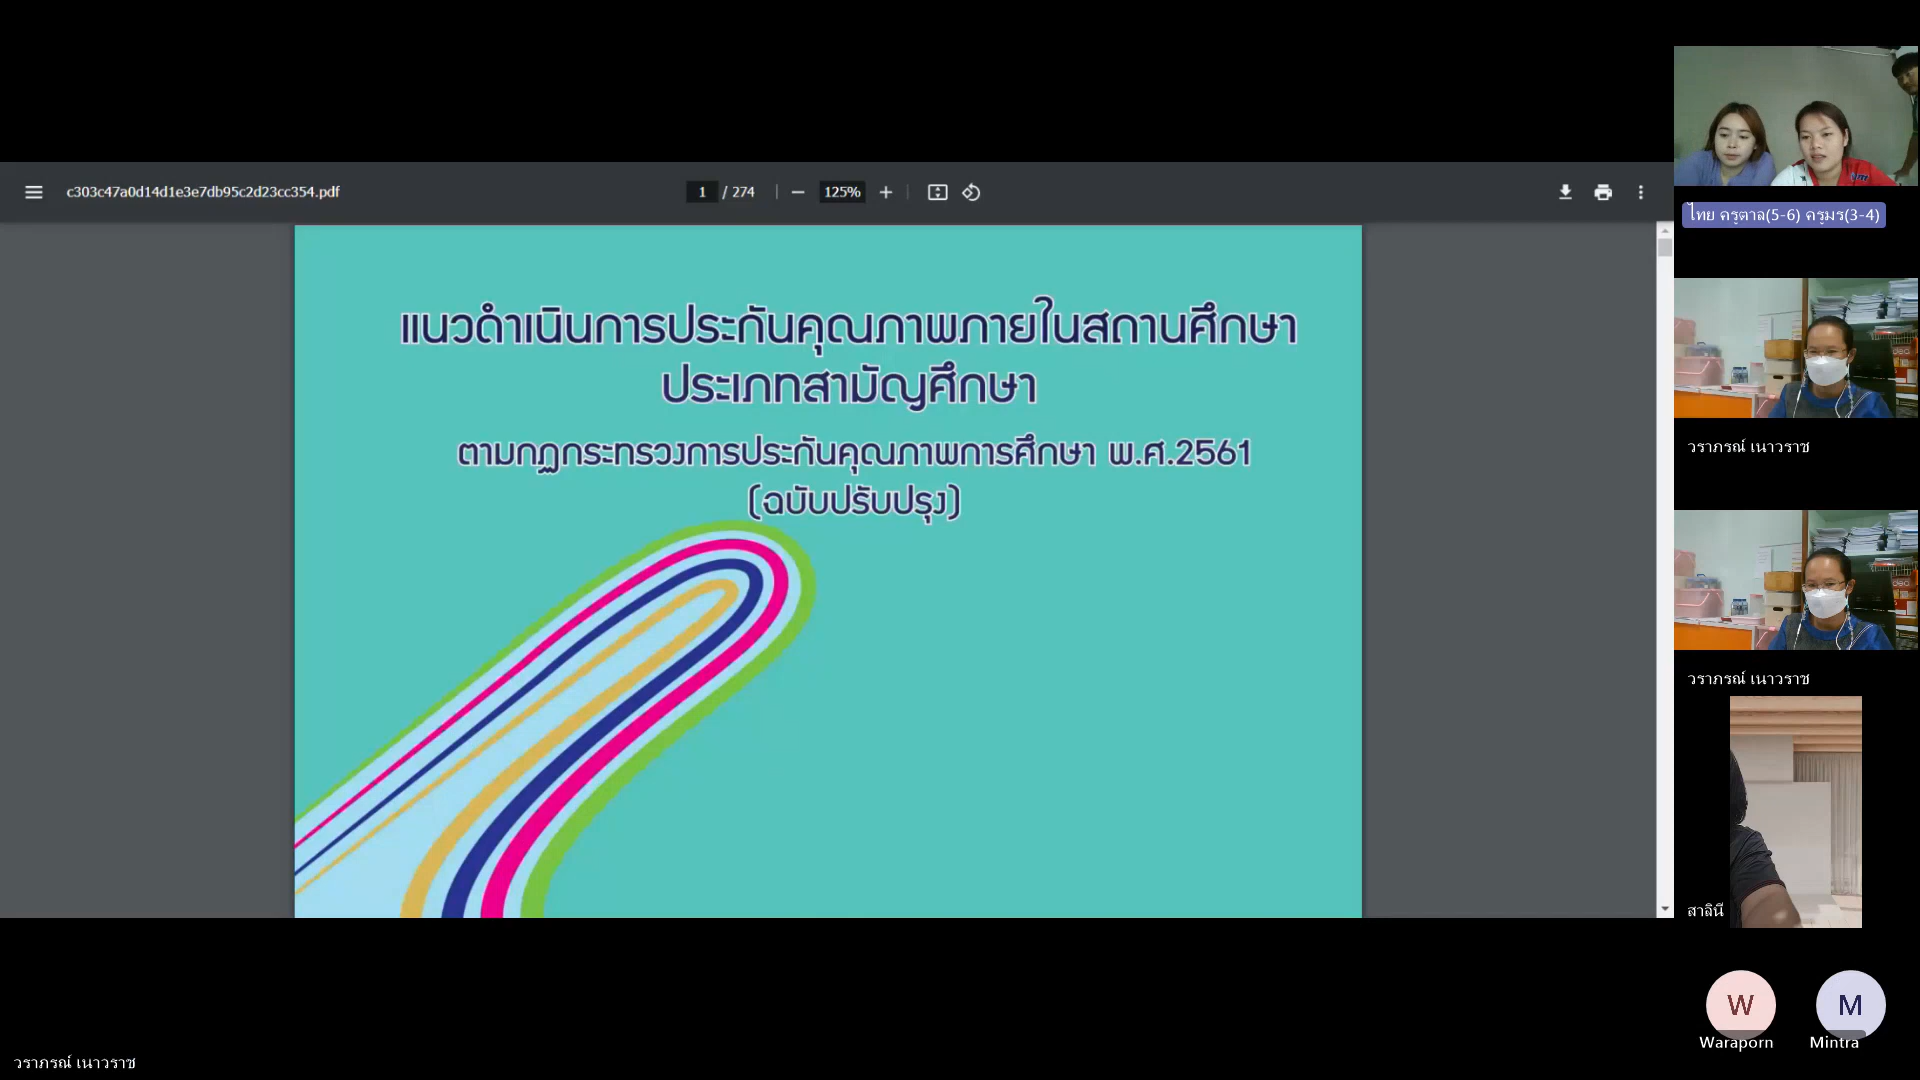 c303c47a0d14d1e3e7db95c2d23cc354.pdf
1 / 274
125%
แนวดำเนินการประกันคุณภาพภายในสถานศึกษา
ประเภทสามัญศึกษา
ตามกฎกระทรวงการประกันคุณภาพการศึกษา พ.ศ.2561
(ฉบับปรับปรุง)
ไทย ครูตาล(5-6) ครูมร(3-4)
วราภรณ์ เนาวราช
วราภรณ์ เนาวราช
สาลินี
W
M
Waraporn
Mintra
วราภรณ์ เนาวราช